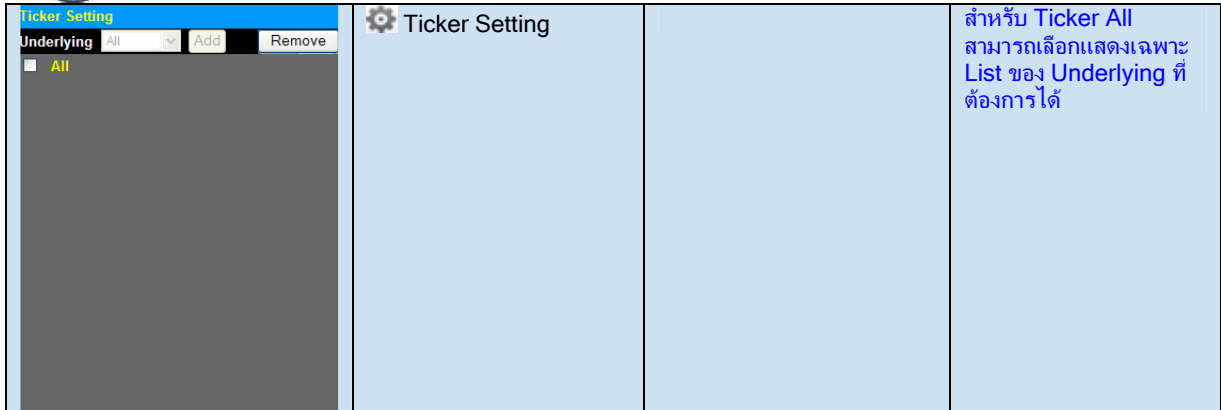 Ticker Setting
Underlying All Add Remove
All
Ticker Setting
สำหรับ Ticker All
สามารถเลือกแสดงเฉพาะ
List ของ Underlying ที่
ต้องการได้